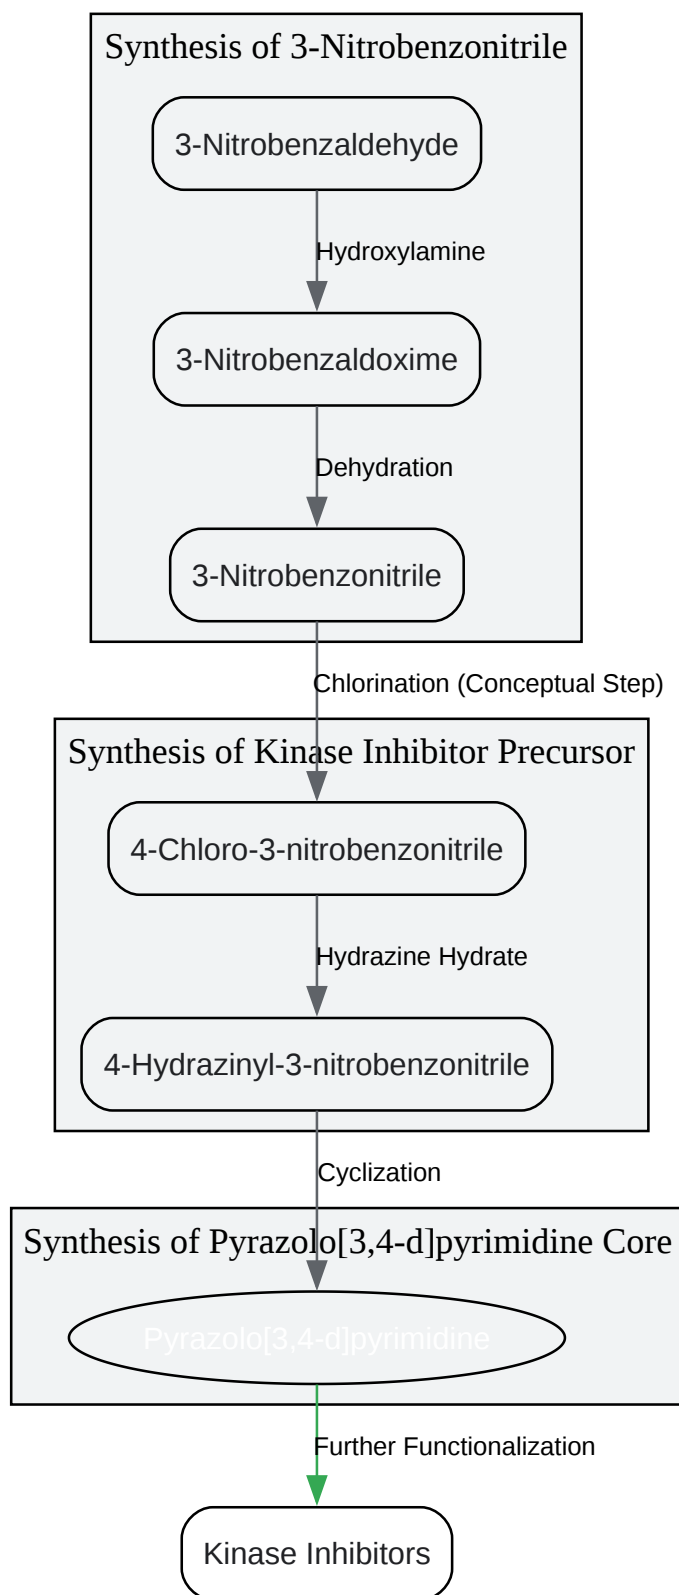 Synthesis of 3-Nitrobenzonitrile
3-Nitrobenzaldehyde
Hydroxylamine
3-Nitrobenzaldoxime
Dehydration
3-Nitrobenzonitrile
Chlorination (Conceptual Step)
Synthesis of Kinase Inhibitor Precursor
4-Chloro-3-nitrobenzonitrile
Hydrazine Hydrate
4-Hydrazinyl-3-nitrobenzonitrile
Cyclization
Synthesis of Pyrazolo[3,4-d]pyrimidine Core
Pyrazolo[3,4-d]pyrimidine
Further Functionalization
Kinase Inhibitors